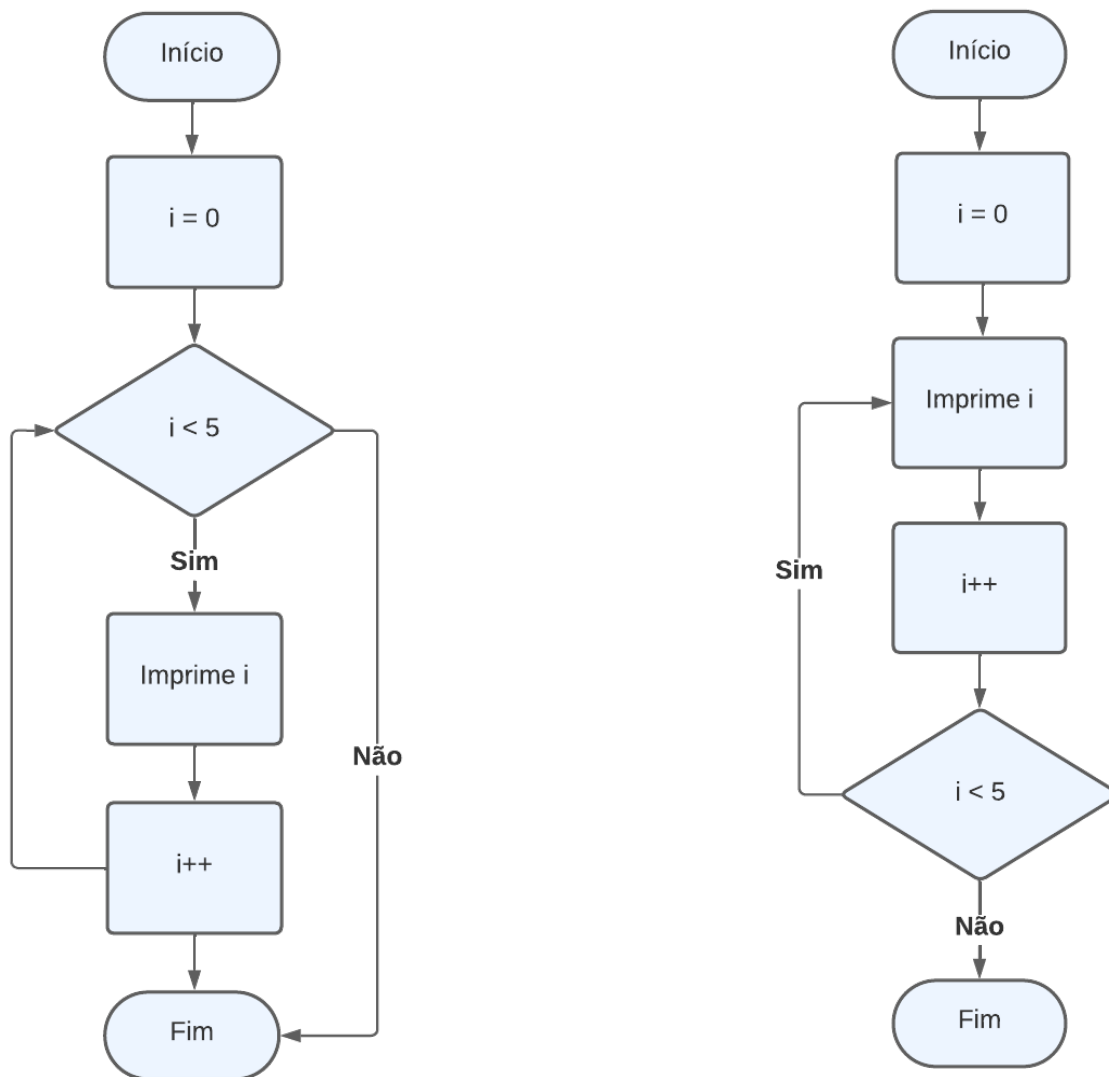 Início
i = 0
i < 5
Sim
Imprime i
Não
i++
Fim
Início
i = 0
Imprime i
Sim
i++
i < 5
Não
Fim